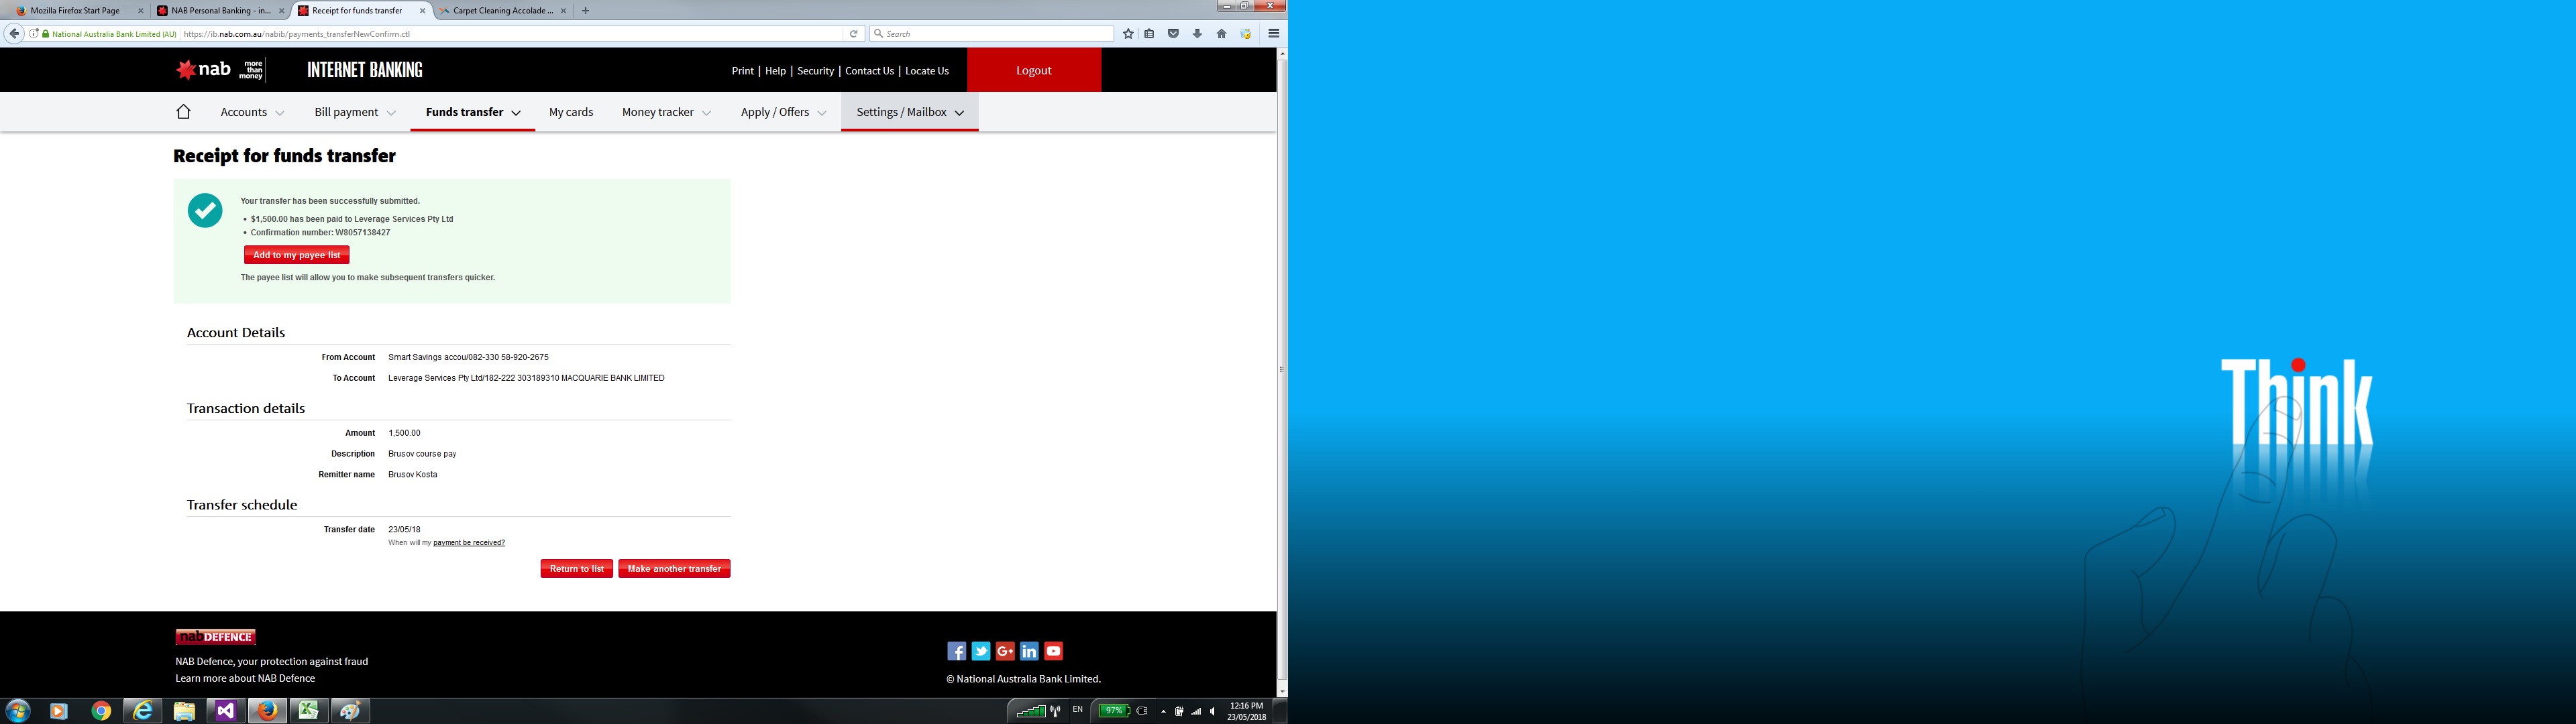 Mozilla Firefox Start Page
NAB Personal Banking - in...
Receipt for funds transfer
Carpet Cleaning Accolade ...
National Australia Bank Limited (AU)
https://ib.nab.com.au/nabib/payments_transferNewConfirm.ctl
Search
nab
more than money
INTERNET BANKING
Print | Help | Security | Contact Us | Locate Us
Logout
Accounts
Bill payment
Funds transfer
My cards
Money tracker
Apply / Offers
Settings / Mailbox
Receipt for funds transfer
Your transfer has been successfully submitted.
• $1,500.00 has been paid to Leverage Services Pty Ltd
• Confirmation number: W8057138427
Add to my payee list
The payee list will allow you to make subsequent transfers quicker.
Account Details
From Account Smart Savings accou/082-330 58-920-2675
To Account Leverage Services Pty Ltd/182-222 303189310 MACQUARIE BANK LIMITED
Transaction details
Amount 1,500.00
Description Brusov course pay
Remitter name Brusov Kosta
Transfer schedule
Transfer date 23/05/18
When will my payment be received?
Return to list
Make another transfer
nabDEFENCE
NAB Defence, your protection against fraud
Learn more about NAB Defence
© National Australia Bank Limited.
EN
97%
12:16 PM
23/05/2018
Think